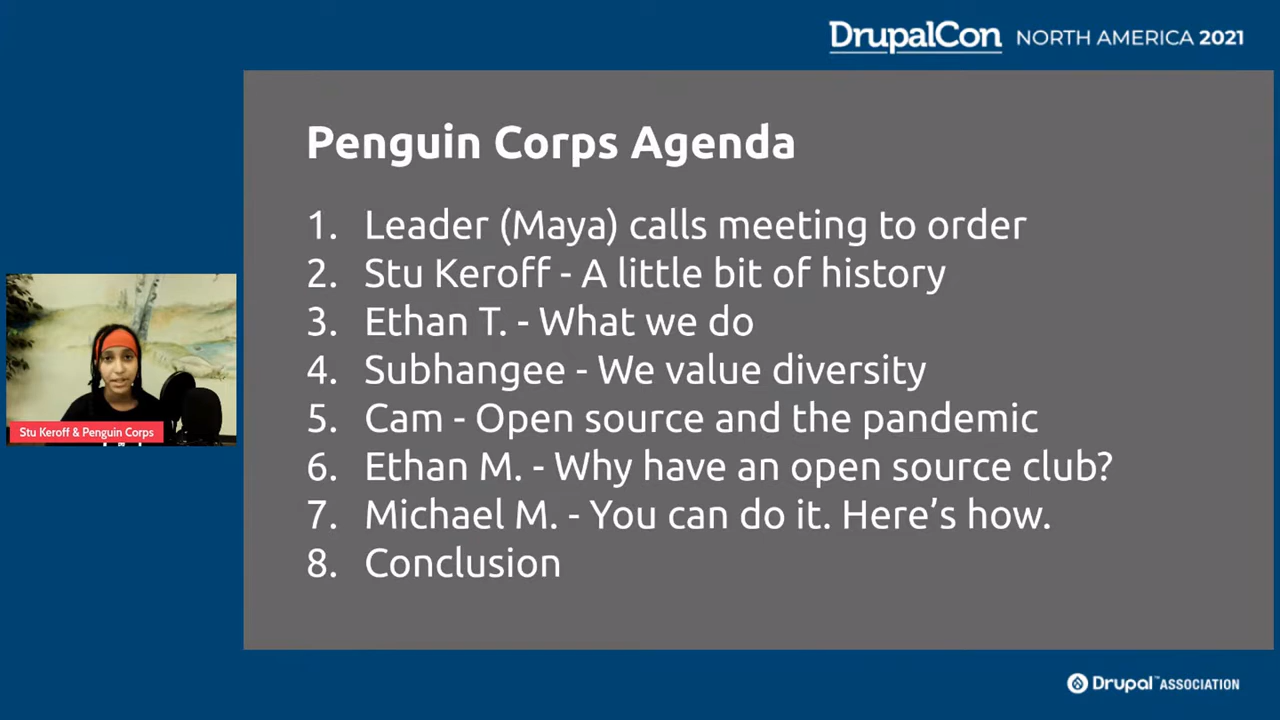 DrupalCon NORTH AMERICA 2021
Penguin Corps Agenda
1. Leader (Maya) calls meeting to order
2. Stu Keroff - A little bit of history
3. Ethan T. - What we do
4. Subhangee - We value diversity
5. Cam - Open source and the pandemic
6. Ethan M. - Why have an open source club?
7. Michael M. - You can do it. Here’s how.
8. Conclusion
Stu Keroff & Penguin Corps
Drupal™ ASSOCIATION